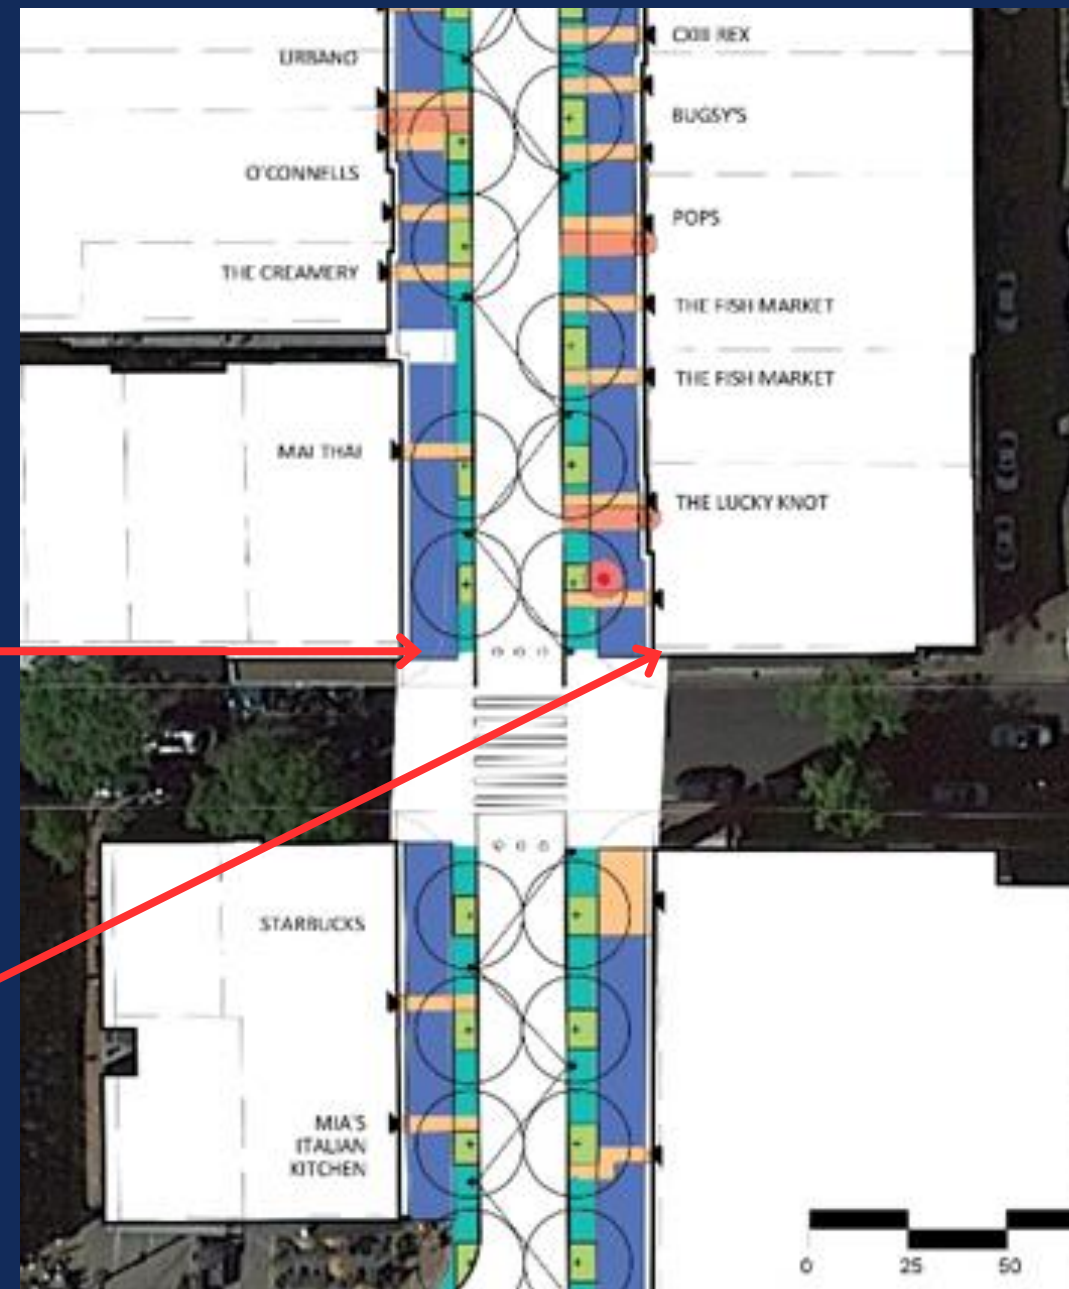 URBANO
CXIII REX
BUGSY'S
O'CONNELLS
POPS
THE CREAMERY
THE FISH MARKET
THE FISH MARKET
MAI THAI
THE LUCKY KNOT
STARBUCKS
MIA'S
ITALIAN
KITCHEN
0 25 50